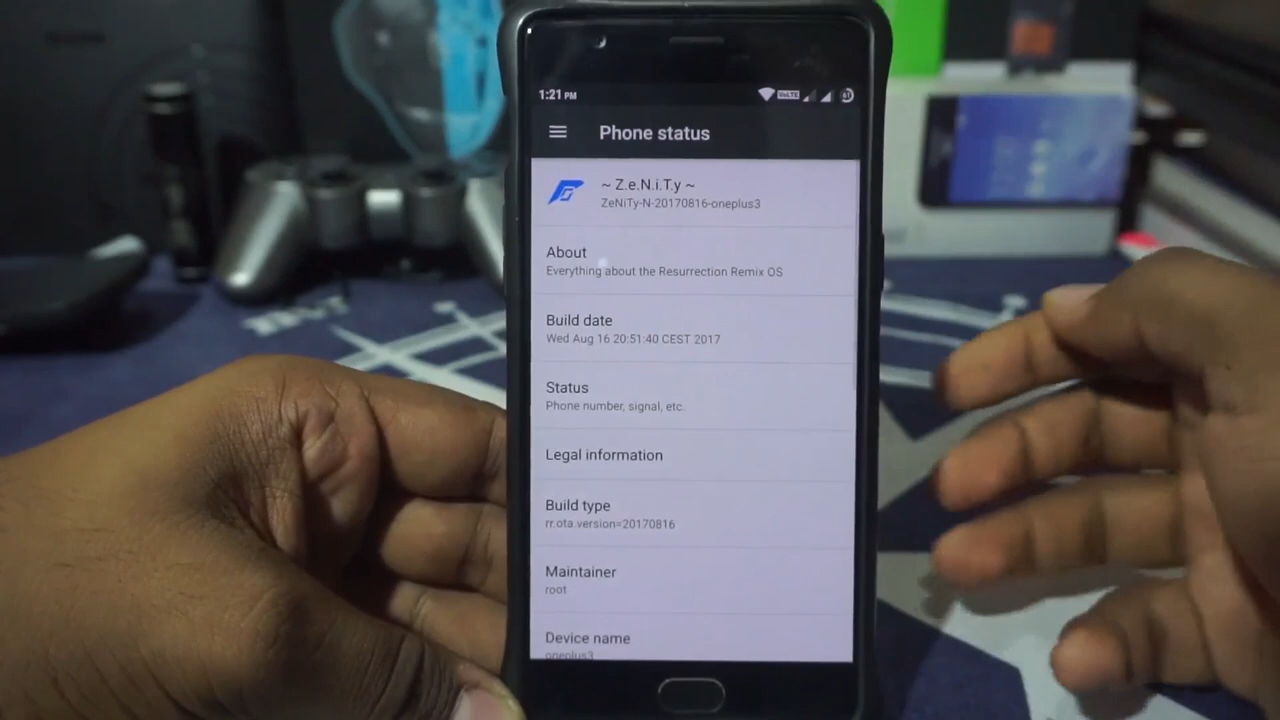 1:21 PM
VoLTE
Phone status
~ Z.e.N.i.T.y ~
ZeNiTy-N-20170816-oneplus3
About
Everything about the Resurrection Remix OS
Build date
Wed Aug 16 20:51:40 CEST 2017
Status
Phone number, signal, etc.
Legal information
Build type
rr.ota.version=20170816
Maintainer
root
Device name
oneplus3